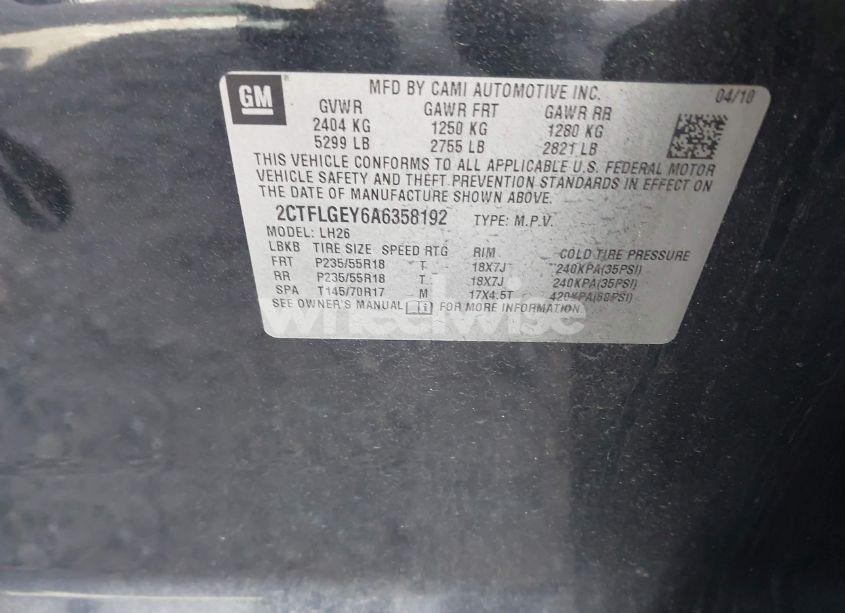 GM
MFD BY CAMI AUTOMOTIVE INC. 04/10
GVWR GAWR FRT GAWR RR
2404 KG 1250 KG 1280 KG
5299 LB 2755 LB 2821 LB
THIS VEHICLE CONFORMS TO ALL APPLICABLE U.S. FEDERAL MOTOR
VEHICLE SAFETY AND THEFT PREVENTION STANDARDS IN EFFECT ON
THE DATE OF MANUFACTURE SHOWN ABOVE.
2CTFLGEY6A6358192 TYPE: M.P.V.
MODEL: LH26
LBKB TIRE SIZE SPEED RTG RIM COLD TIRE PRESSURE
FRT P235/55R18 T 18X7J 240KPA(35PSI)
RR P235/55R18 T 18X7J 240KPA(35PSI)
SPA T145/70R17 M 17X4.5T 420KPA(60PSI)
SEE OWNER'S MANUAL FOR MORE INFORMATION.
wheelwise